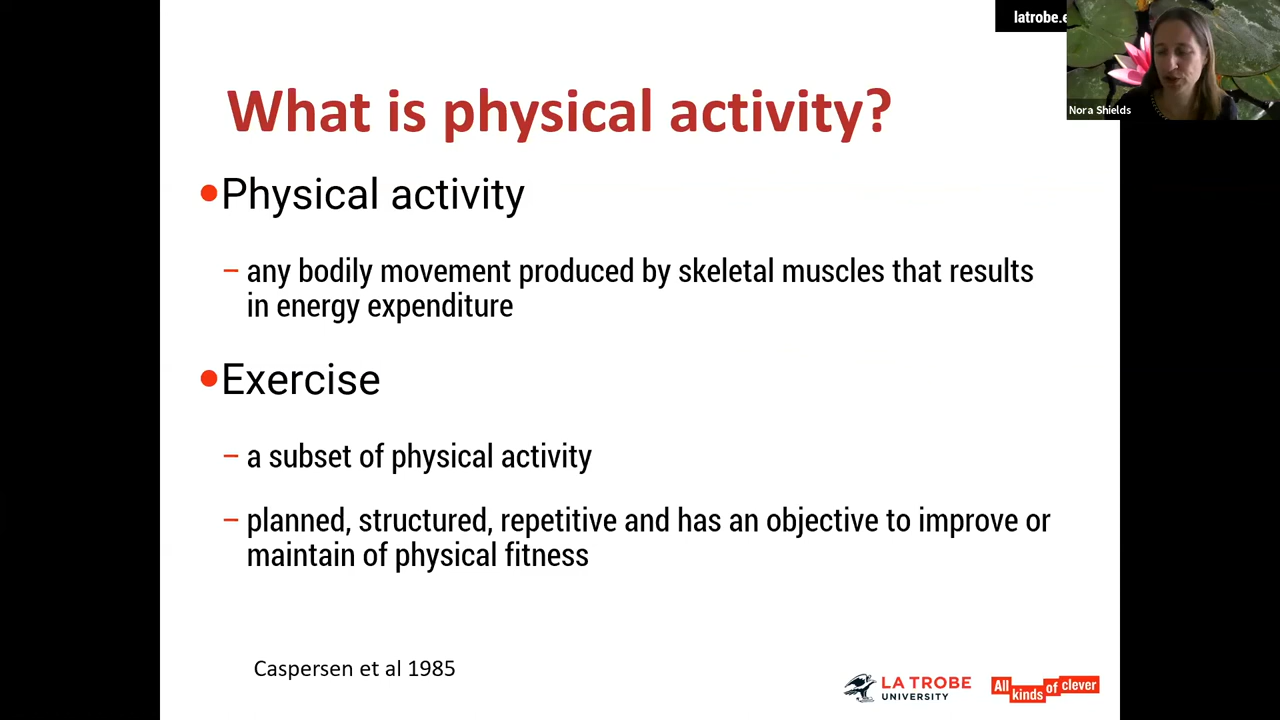 latrobe.e
Nora Shields
What is physical activity?
•Physical activity
– any bodily movement produced by skeletal muscles that results
in energy expenditure
•Exercise
– a subset of physical activity
– planned, structured, repetitive and has an objective to improve or
maintain of physical fitness
Caspersen et al 1985
LA TROBE
UNIVERSITY
All kinds of clever